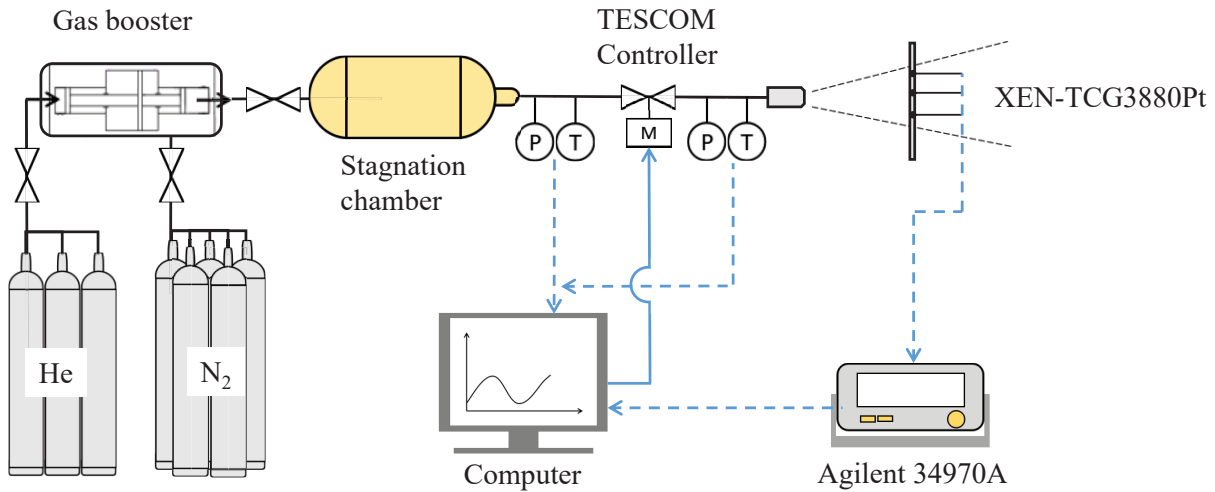 Gas booster
TESCOM
Controller
XEN-TCG3880Pt
P
T
M
P
T
Stagnation
chamber
He
N₂
Computer
Agilent 34970A